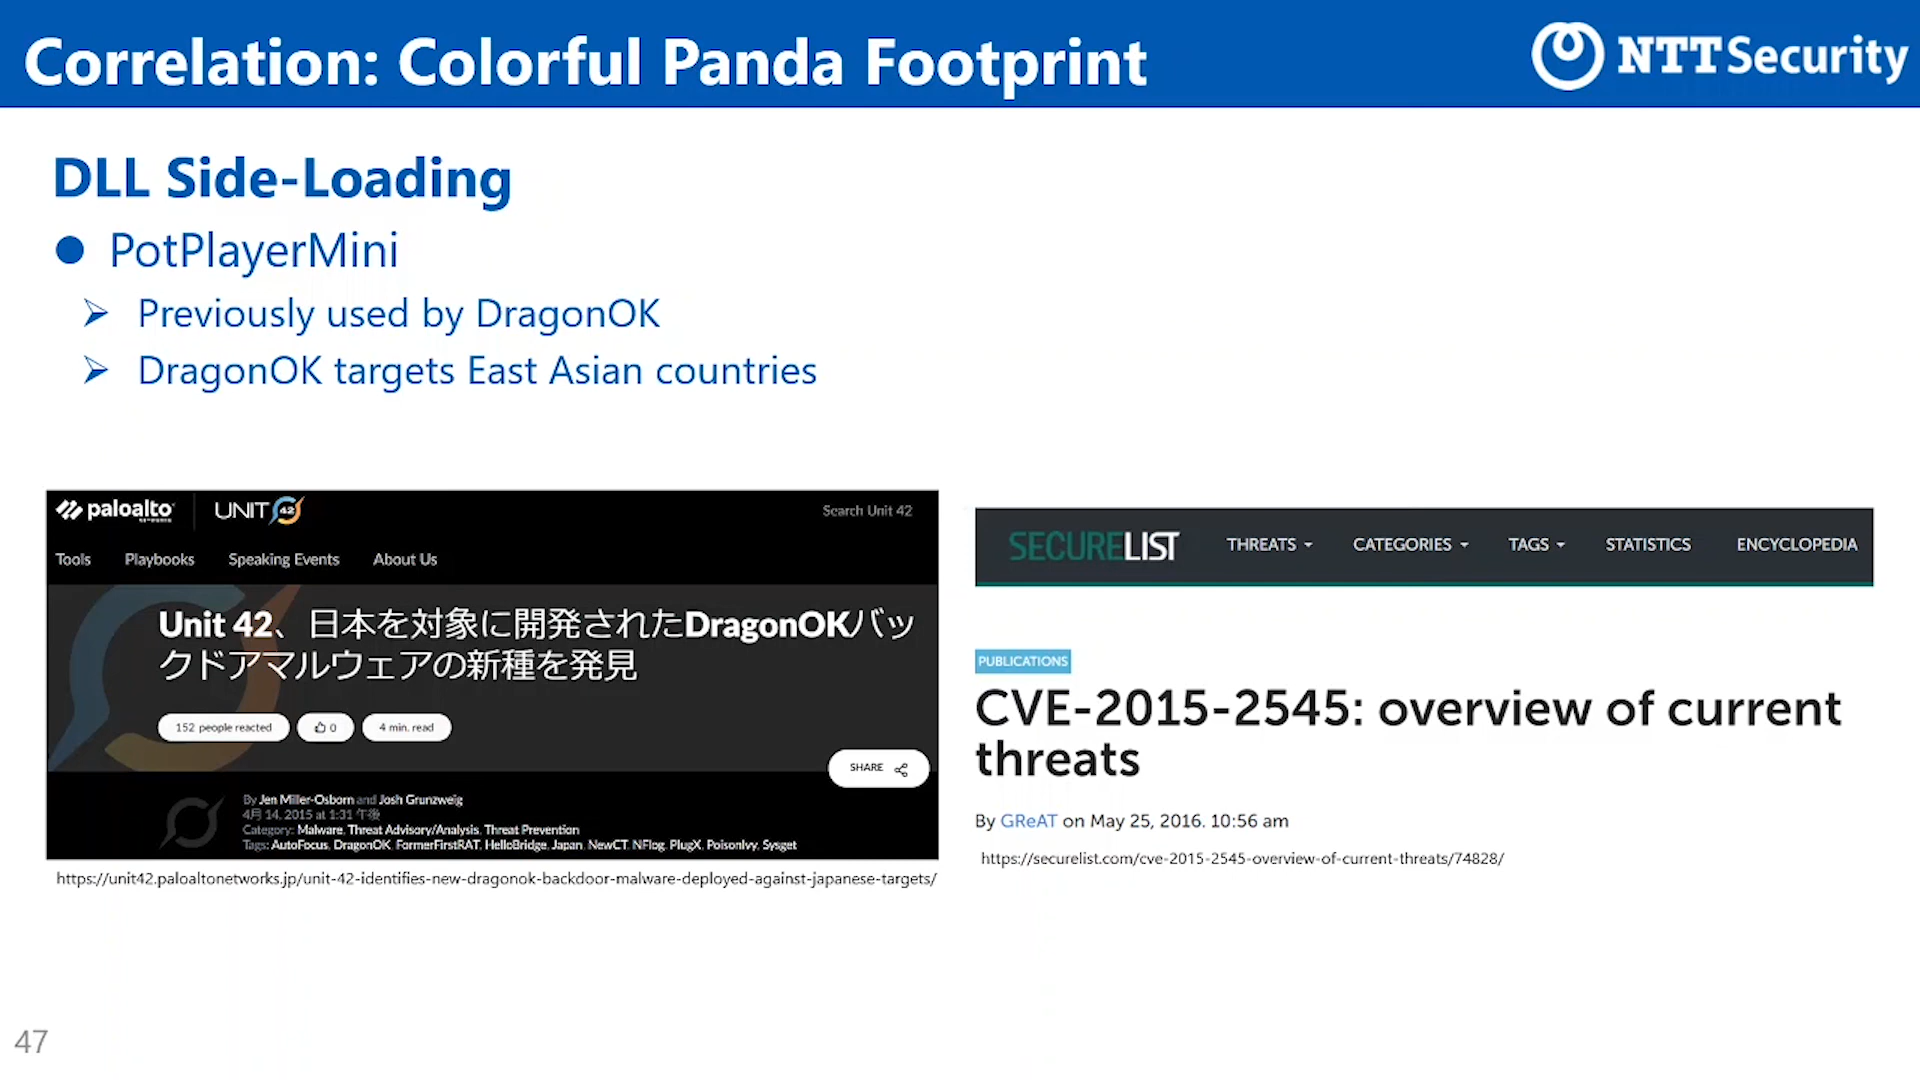 Correlation: Colorful Panda Footprint
NTT Security
DLL Side-Loading
PotPlayerMini
Previously used by DragonOK
DragonOK targets East Asian countries
paloalto
UNIT 42
Search Unit 42
Tools Playbooks Speaking Events About Us
Unit 42、日本を対象に開発されたDragonOKバッ
クドアマルウェアの新種を発見
152 people reacted 0 4 min. read
SHARE
By Jen Miller-Osborn and Josh Grunzweig
4月 14, 2015 at 1:31 午後
Category: Malware, Threat Advisory/Analysis, Threat Prevention
Tags: AutoFocus, DragonOK, FormerFirstRAT, HelloBridge, Japan, NewCT, NFlog, PlugX, PoisonIvy, Sysget
https://unit42.paloaltonetworks.jp/unit-42-identifies-new-dragonok-backdoor-malware-deployed-against-japanese-targets/
SECURELIST THREATS CATEGORIES TAGS STATISTICS ENCYCLOPEDIA
PUBLICATIONS
CVE-2015-2545: overview of current
threats
By GReAT on May 25, 2016. 10:56 am
https://securelist.com/cve-2015-2545-overview-of-current-threats/74828/
47